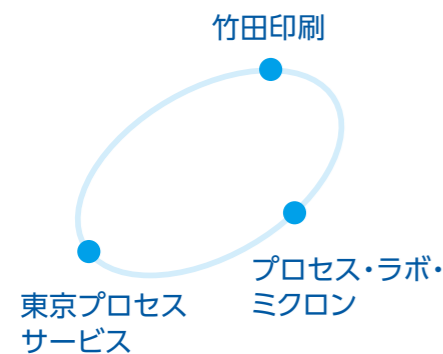 竹田印刷
プロセス・ラボ・
ミクロン
東京プロセス
サービス